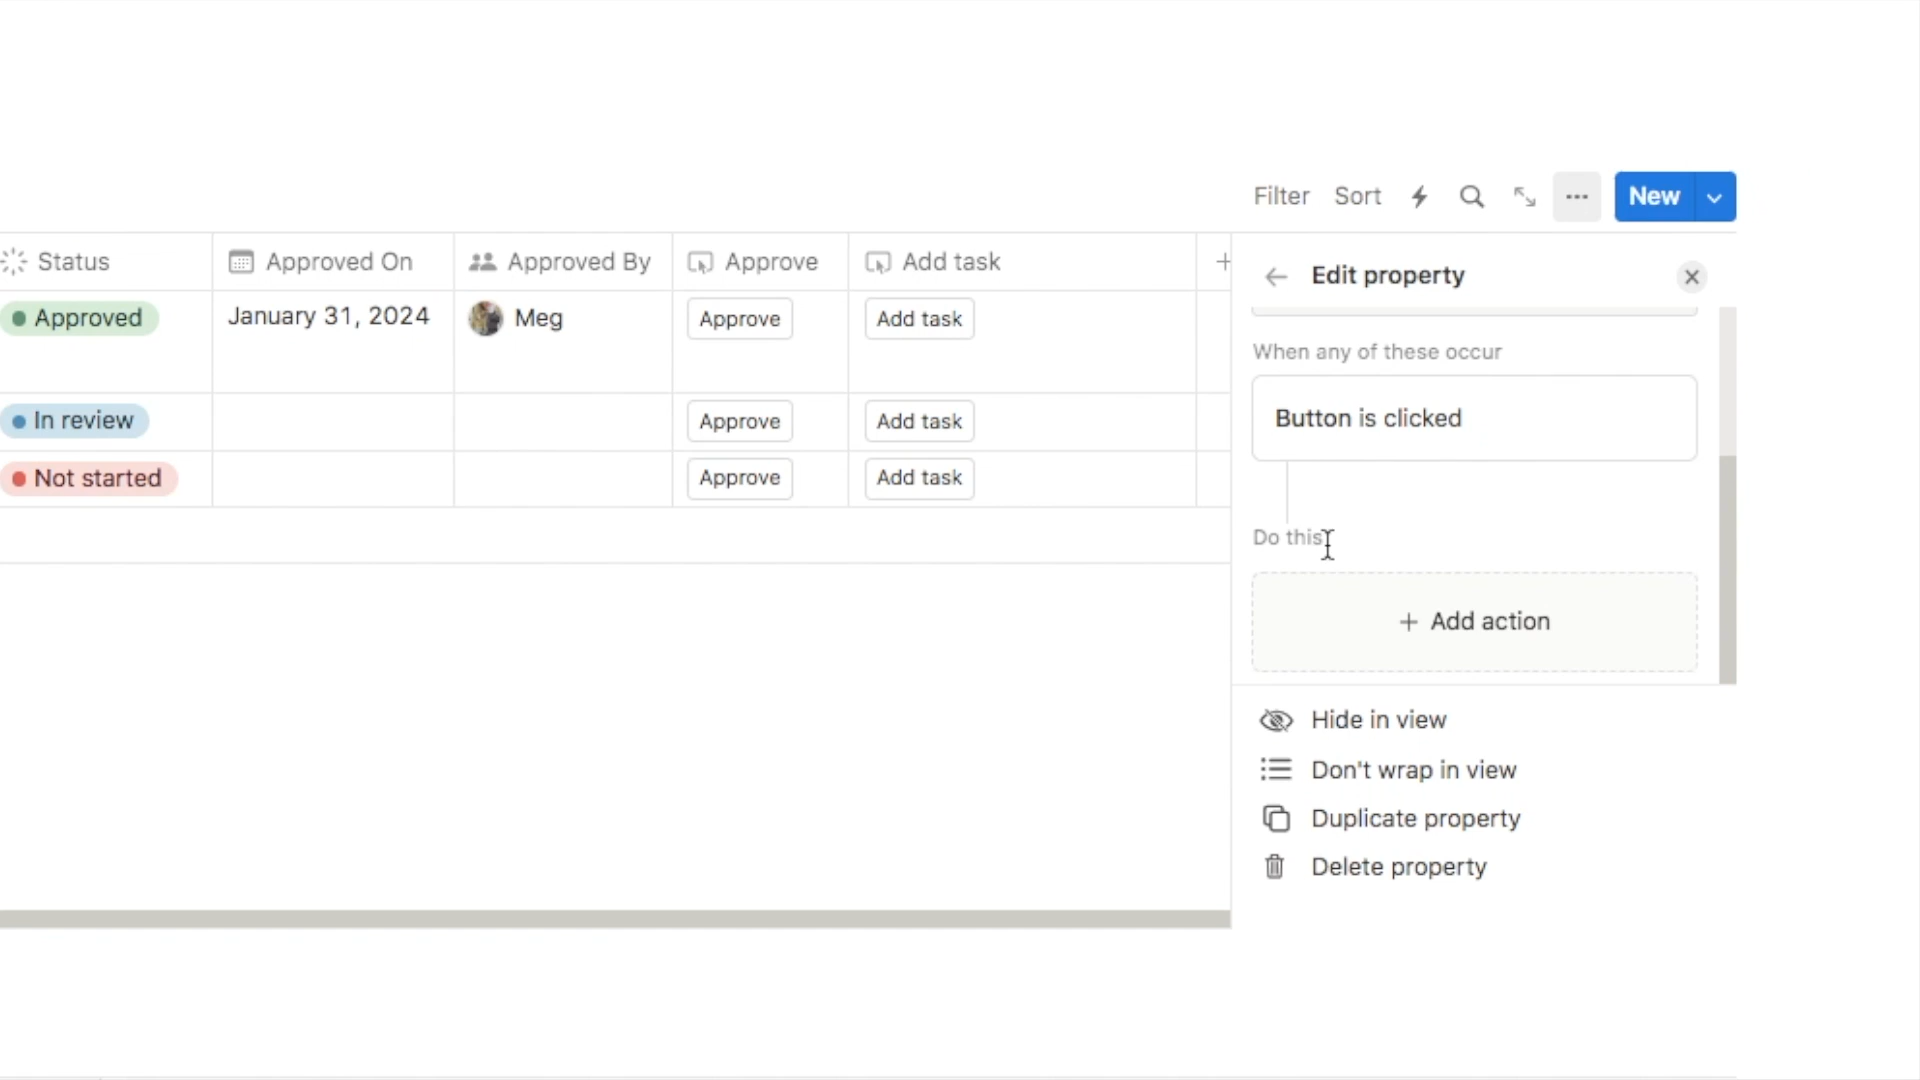 Filter Sort New
Status Approved On Approved By Approve Add task
Edit property
Approved January 31, 2024 Meg Approve Add task
When any of these occur
In review Approve Add task
Button is clicked
Not started Approve Add task
Do this
Add action
Hide in view
Don't wrap in view
Duplicate property
Delete property